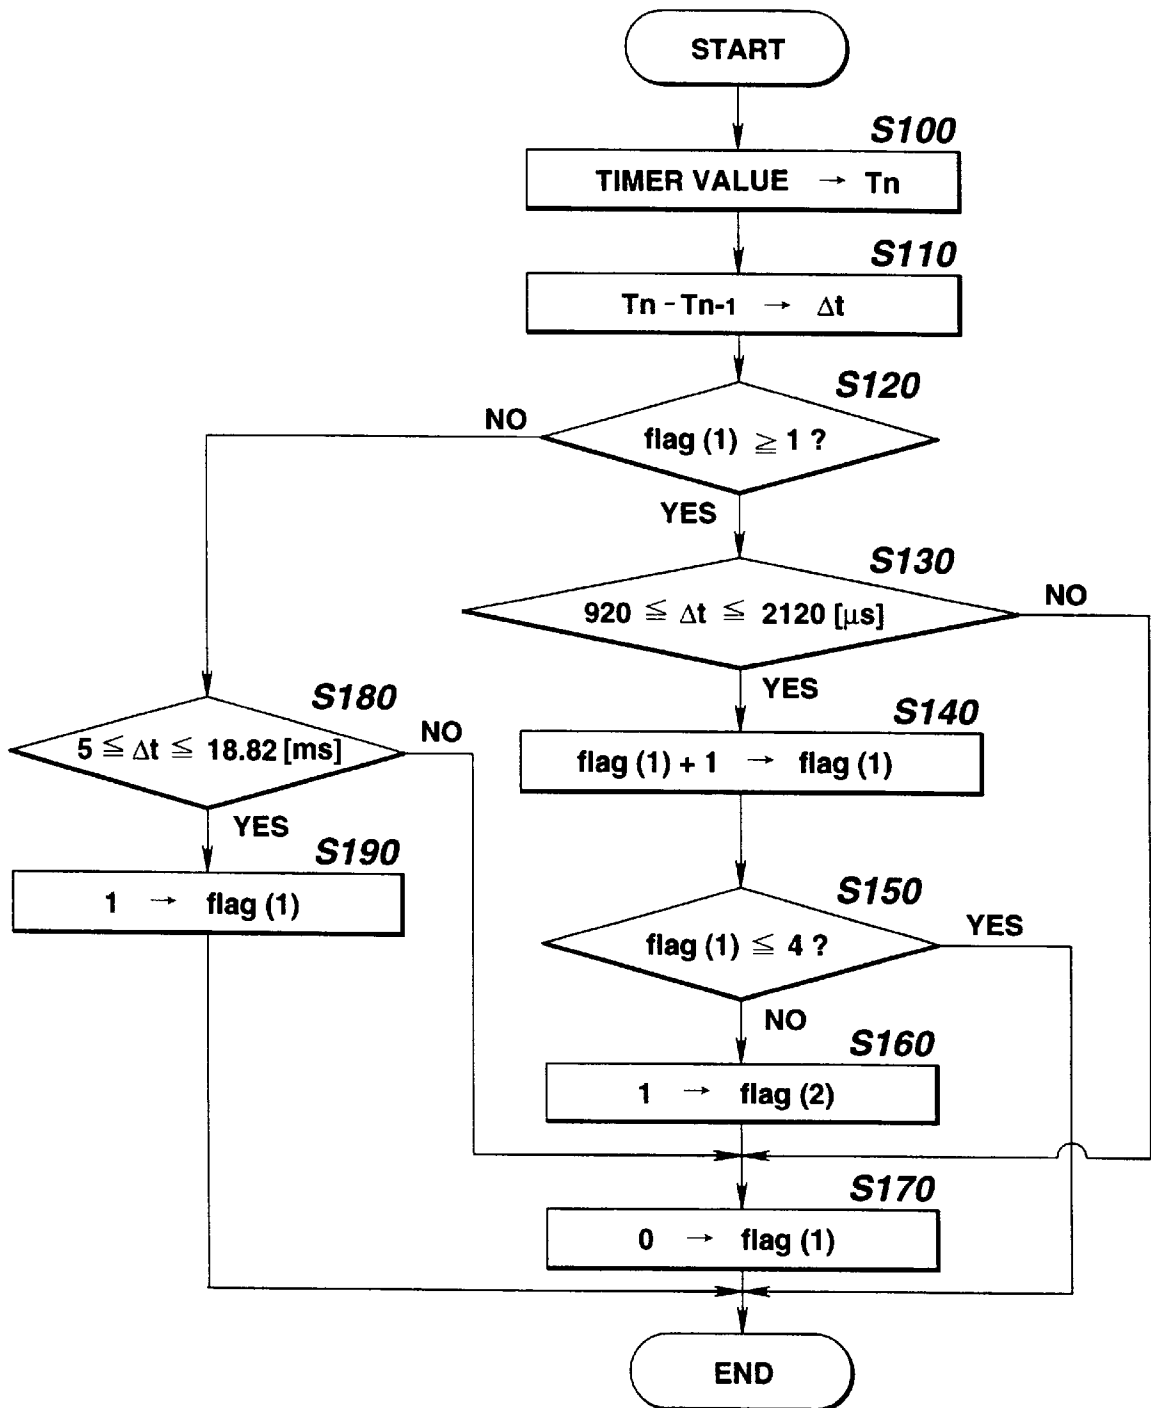 START
S100
TIMER VALUE → Tn
S110
Tn - Tn-1 → Δt
S120
NO
flag (1) ≧ 1 ?
YES
S130
NO
920 ≦ Δt ≦ 2120 [μs]
YES
S180
NO
5 ≦ Δt ≦ 18.82 [ms]
YES
S140
flag (1) + 1 → flag (1)
S190
1 → flag (1)
S150
YES
flag (1) ≦ 4 ?
NO
S160
1 → flag (2)
S170
0 → flag (1)
END